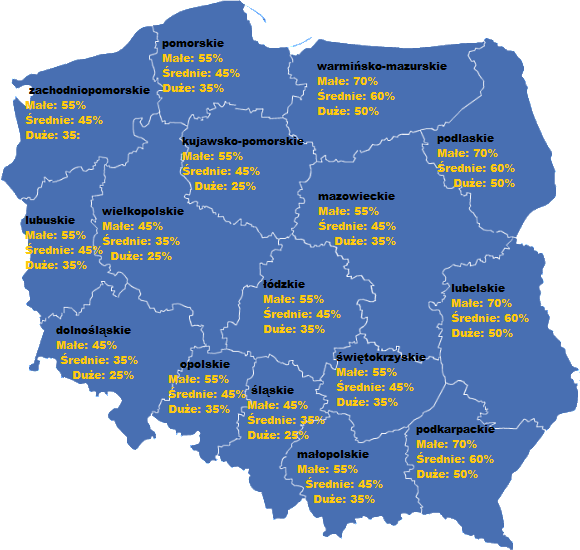 pomorskie
Małe: 55%
Średnie: 45%
Duże: 35%
warmińsko-mazurskie
Małe: 70%
Średnie: 60%
Duże: 50%
zachodniopomorskie
Małe: 55%
Średnie: 45%
Duże: 35:
kujawsko-pomorskie
Małe: 55%
Średnie: 45%
Duże: 25%
podlaskie
Małe: 70%
Średnie: 60%
Duże: 50%
mazowieckie
Małe: 55%
Średnie: 45%
Duże: 35%
lubuskie
Małe: 55%
Średnie: 45%
Duże: 35%
wielkopolskie
Małe: 45%
Średnie: 35%
Duże: 25%
łódzkie
Małe: 55%
Średnie: 45%
Duże: 35%
lubelskie
Małe: 70%
Średnie: 60%
Duże: 50%
dolnośląskie
Małe: 45%
Średnie: 35%
Duże: 25%
opolskie
Małe: 55%
Średnie: 45%
Duże: 35%
śląskie
Małe: 45%
Średnie: 35%
Duże: 25%
świętokrzyskie
Małe: 55%
Średnie: 45%
Duże: 35%
małopolskie
Małe: 55%
Średnie: 45%
Duże: 35%
podkarpackie
Małe: 70%
Średnie: 60%
Duże: 50%